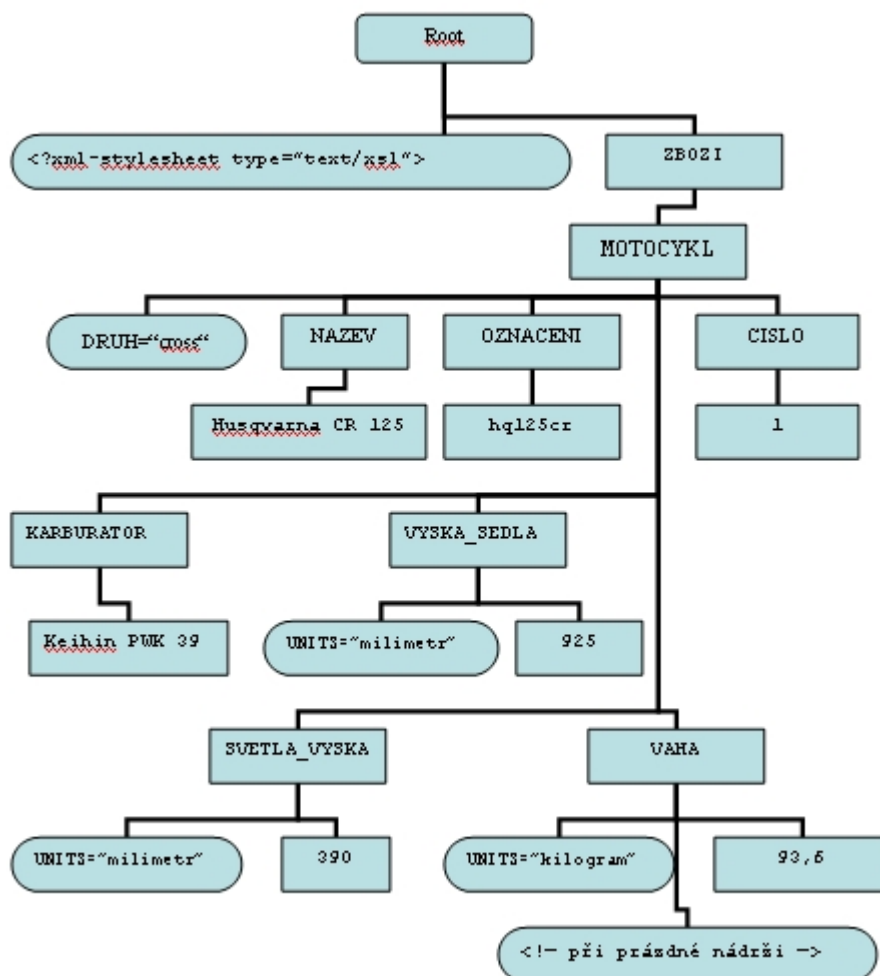 Root
<?xml-stylesheet type="text/xsl">
ZBOZI
MOTOCYKL
DRUH="cross"
NAZEV
OZNACENI
CISLO
Husqvarna CR 125
hq125cr
1
KARBURATOR
VYSKA_SEDLA
Keihin PWK 39
UNITS="milimetr"
925
SVETLA_VYSKA
VAHA
UNITS="milimetr"
390
UNITS="kilogram"
93,6
<!— při prázdné nádrži —>